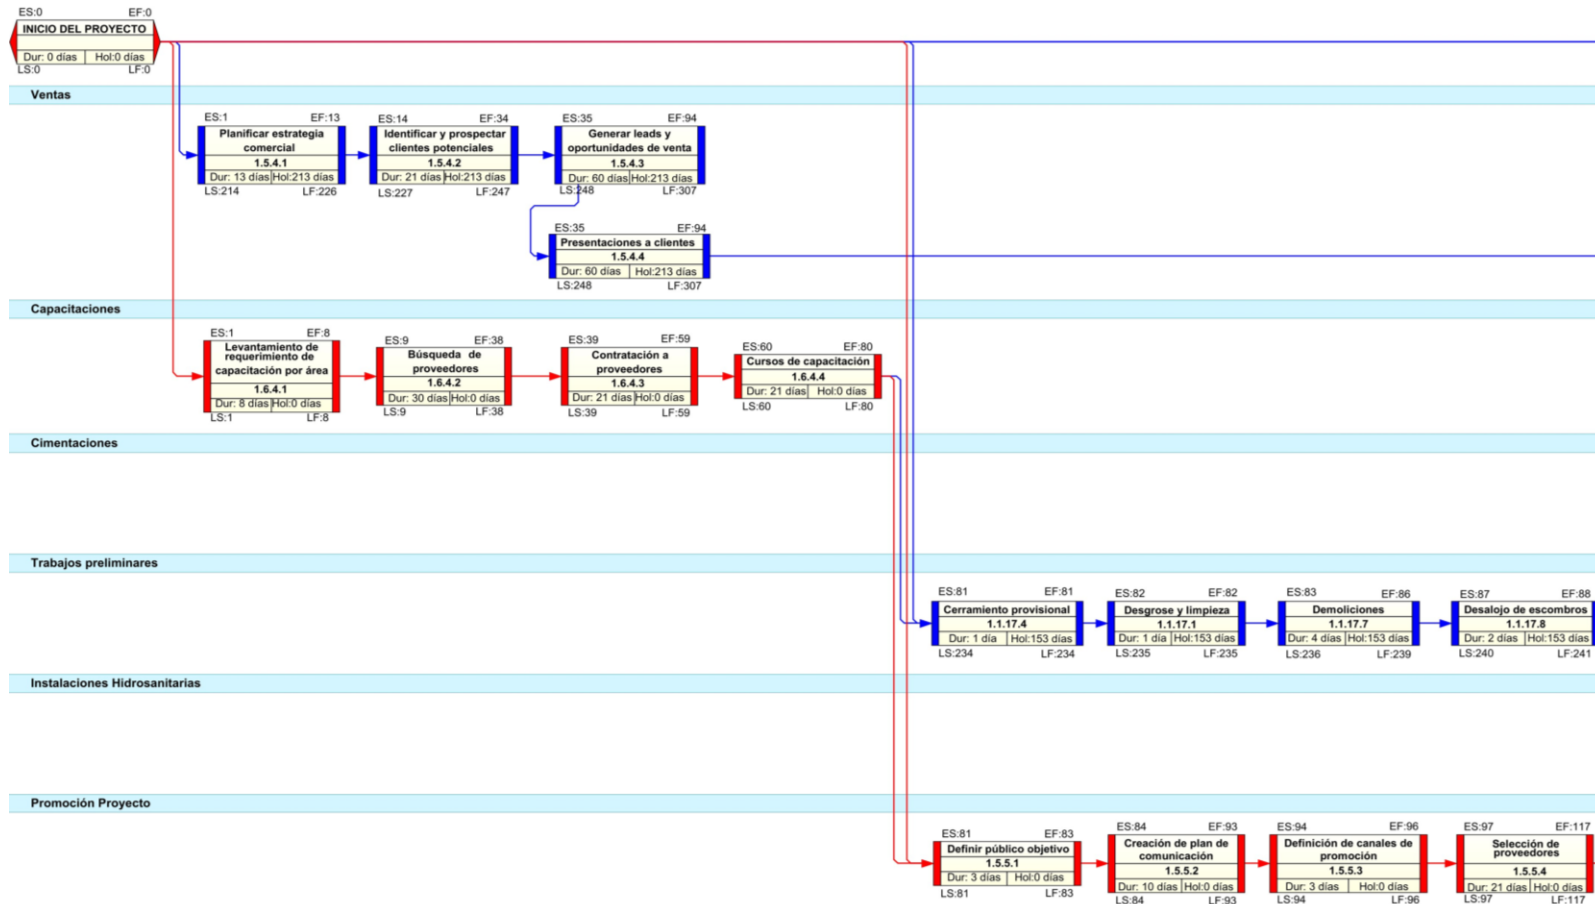 ES:0 EF:0
INICIO DEL PROYECTO
Dur: 0 días Hol:0 días
LS:0 LF:0
Ventas
ES:1 EF:13
Planificar estrategia
comercial
1.5.4.1
Dur: 13 días Hol:213 días
LS:214 LF:226
ES:14 EF:34
Identificar y prospectar
clientes potenciales
1.5.4.2
Dur: 21 días Hol:213 días
LS:227 LF:247
ES:35 EF:94
Generar leads y
oportunidades de venta
1.5.4.3
Dur: 60 días Hol:213 días
LS:248 LF:307
ES:35 EF:94
Presentaciones a clientes
1.5.4.4
Dur: 60 días Hol:213 días
LS:248 LF:307
Capacitaciones
ES:1 EF:8
Levantamiento de
requerimiento de
capacitación por área
1.6.4.1
Dur: 8 días Hol:0 días
LS:1 LF:8
ES:9 EF:38
Búsqueda de
proveedores
1.6.4.2
Dur: 30 días Hol:0 días
LS:9 LF:38
ES:39 EF:59
Contratación a
proveedores
1.6.4.3
Dur: 21 días Hol:0 días
LS:39 LF:59
ES:60 EF:80
Cursos de capacitación
1.6.4.4
Dur: 21 días Hol:0 días
LS:60 LF:80
Cimentaciones
Trabajos preliminares
ES:81 EF:81
Cerramiento provisional
1.1.17.4
Dur: 1 día Hol:153 días
LS:234 LF:234
ES:82 EF:82
Desgrose y limpieza
1.1.17.1
Dur: 1 día Hol:153 días
LS:235 LF:235
ES:83 EF:86
Demoliciones
1.1.17.7
Dur: 4 días Hol:153 días
LS:236 LF:239
ES:87 EF:88
Desalojo de escombros
1.1.17.8
Dur: 2 días Hol:153 días
LS:240 LF:241
Instalaciones Hidrosanitarias
Promoción Proyecto
ES:81 EF:83
Definir público objetivo
1.5.5.1
Dur: 3 días Hol:0 días
LS:81 LF:83
ES:84 EF:93
Creación de plan de
comunicación
1.5.5.2
Dur: 10 días Hol:0 días
LS:84 LF:93
ES:94 EF:96
Definición de canales de
promoción
1.5.5.3
Dur: 3 días Hol:0 días
LS:94 LF:96
ES:97 EF:117
Selección de
proveedores
1.5.5.4
Dur: 21 días Hol:0 días
LS:97 LF:117